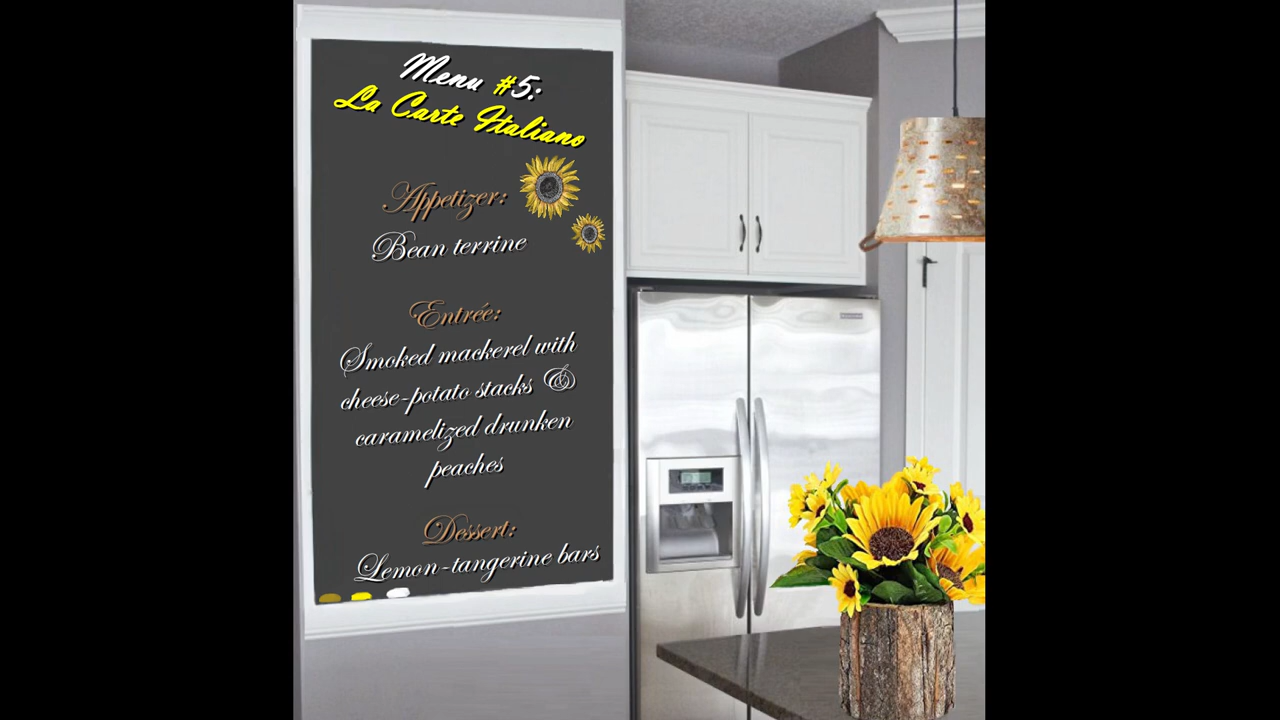 Menu #5:
La Carte Italiano
Appetizer:
Bean terrine
Entrée:
Smoked mackerel with
cheese-potato stacks &
caramelized drunken
peaches
Dessert:
Lemon-tangerine bars